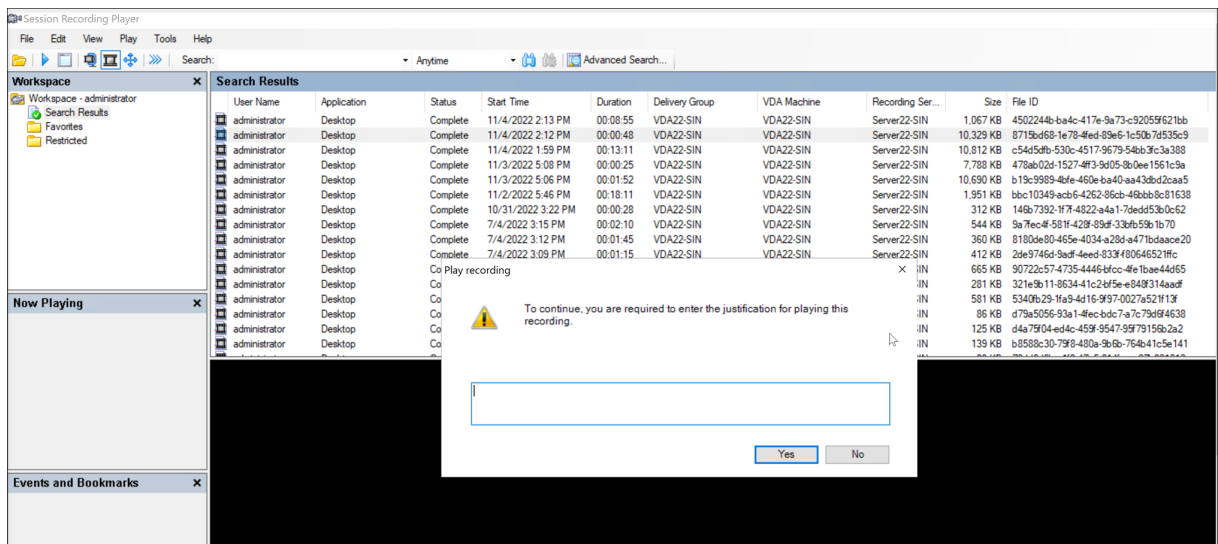 Session Recording Player
File Edit View Play Tools Help
Search: Anytime Advanced Search...
Workspace x
Workspace - administrator
Search Results
Favorites
Restricted
Search Results
User Name Application Status Start Time Duration Delivery Group VDA Machine Recording Ser... Size File ID
administrator Desktop Complete 11/4/2022 2:13 PM 00:08:55 VDA22-SIN VDA22-SIN Server22-SIN 1,067 KB 4502244b-ba4c-417e-9a73-c92055f621bb
administrator Desktop Complete 11/4/2022 2:12 PM 00:00:48 VDA22-SIN VDA22-SIN Server22-SIN 10,329 KB 8715bd68-1e78-4fed-89e6-1c50b7d535c9
administrator Desktop Complete 11/4/2022 1:59 PM 00:13:11 VDA22-SIN VDA22-SIN Server22-SIN 10,812 KB c54d5dfb-530c-4517-9679-54bb3fc3a388
administrator Desktop Complete 11/3/2022 5:08 PM 00:00:25 VDA22-SIN VDA22-SIN Server22-SIN 7,788 KB 478ab02d-1527-4ff3-9d05-8b0ee1561c9a
administrator Desktop Complete 11/3/2022 5:06 PM 00:01:52 VDA22-SIN VDA22-SIN Server22-SIN 10,690 KB b19c9989-4bfe-460e-ba40-aa43dbd2caa5
administrator Desktop Complete 11/2/2022 5:46 PM 00:18:11 VDA22-SIN VDA22-SIN Server22-SIN 1,951 KB bbc10349-acb6-4262-86cb-46bbb8c81638
administrator Desktop Complete 10/31/2022 3:22 PM 00:00:28 VDA22-SIN VDA22-SIN Server22-SIN 312 KB 146b7392-1f7f-4822-a4a1-7dedd53b0c62
administrator Desktop Complete 7/4/2022 3:15 PM 00:02:10 VDA22-SIN VDA22-SIN Server22-SIN 544 KB 9a7fec4f-581f-428f-89df-33bfb59b1b70
administrator Desktop Complete 7/4/2022 3:12 PM 00:01:45 VDA22-SIN VDA22-SIN Server22-SIN 360 KB 8180de80-465e-4034-a28d-a471bdaace20
administrator Desktop Complete 7/4/2022 3:09 PM 00:01:15 VDA22-SIN VDA22-SIN Server22-SIN 412 KB 2de9746d-9adf-4eed-833f-f80646521ffc
administrator Desktop Co IN 665 KB 90722c57-4735-4446-bfcc-4fe1bae44d65
administrator Desktop Co IN 281 KB 321e9b11-8634-41c2-bf5e-e848f314aadf
administrator Desktop Co IN 581 KB 5340fb29-1fa9-4d16-9f97-0027a521f13f
administrator Desktop Co IN 86 KB d79a5056-93a1-4fec-bdc7-a7c79d6f4638
administrator Desktop Co IN 125 KB d4a75f04-ed4c-459f-9547-95f79156b2a2
administrator Desktop Co IN 139 KB b8588c30-79f8-480a-9b6b-764b41c5e141
Now Playing x
Events and Bookmarks x
Play recording
To continue, you are required to enter the justification for playing this
recording.
Yes No